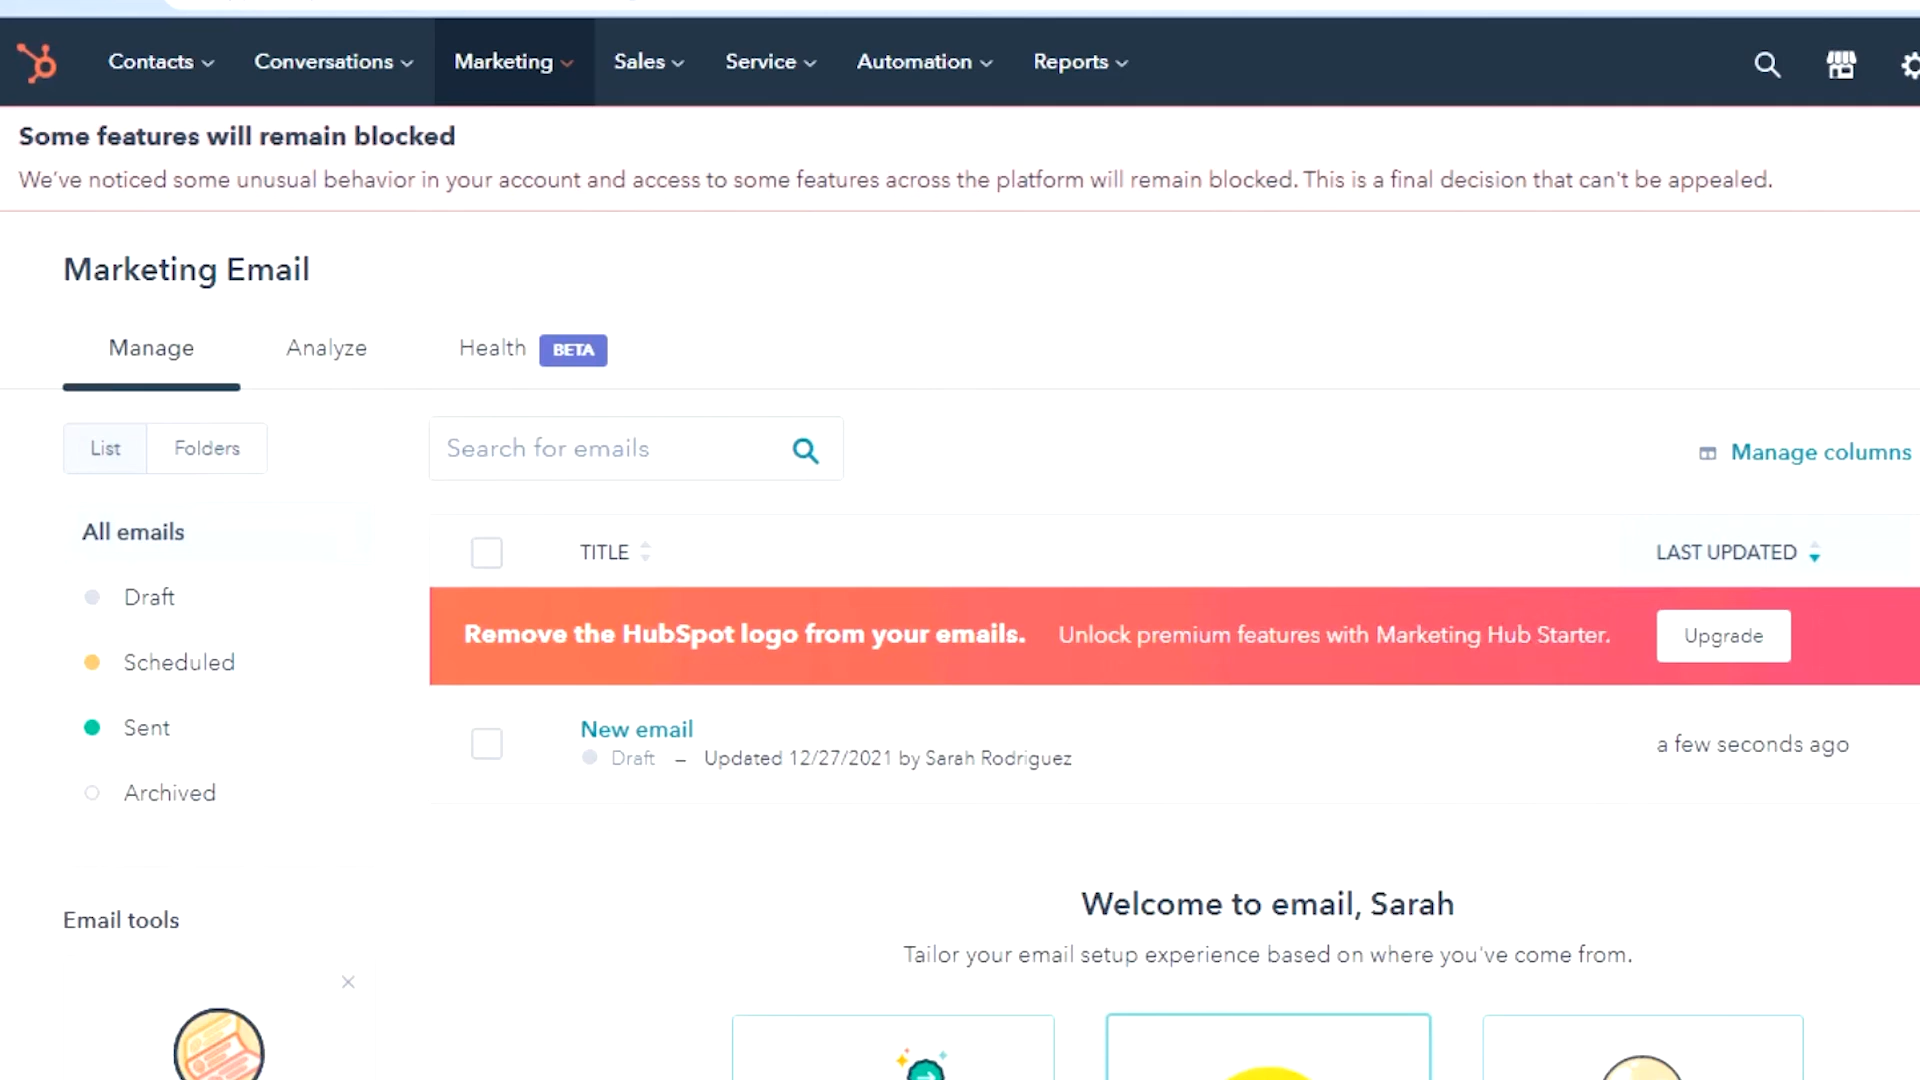 Contacts Conversations Marketing Sales Service Automation Reports
Some features will remain blocked
We've noticed some unusual behavior in your account and access to some features across the platform will remain blocked. This is a final decision that can't be appealed.
Marketing Email
Manage Analyze Health BETA
List Folders
Search for emails
Manage columns
All emails
Draft
Scheduled
Sent
Archived
TITLE LAST UPDATED
Remove the HubSpot logo from your emails. Unlock premium features with Marketing Hub Starter. Upgrade
New email
Draft – Updated 12/27/2021 by Sarah Rodriguez
a few seconds ago
Email tools
Welcome to email, Sarah
Tailor your email setup experience based on where you've come from.